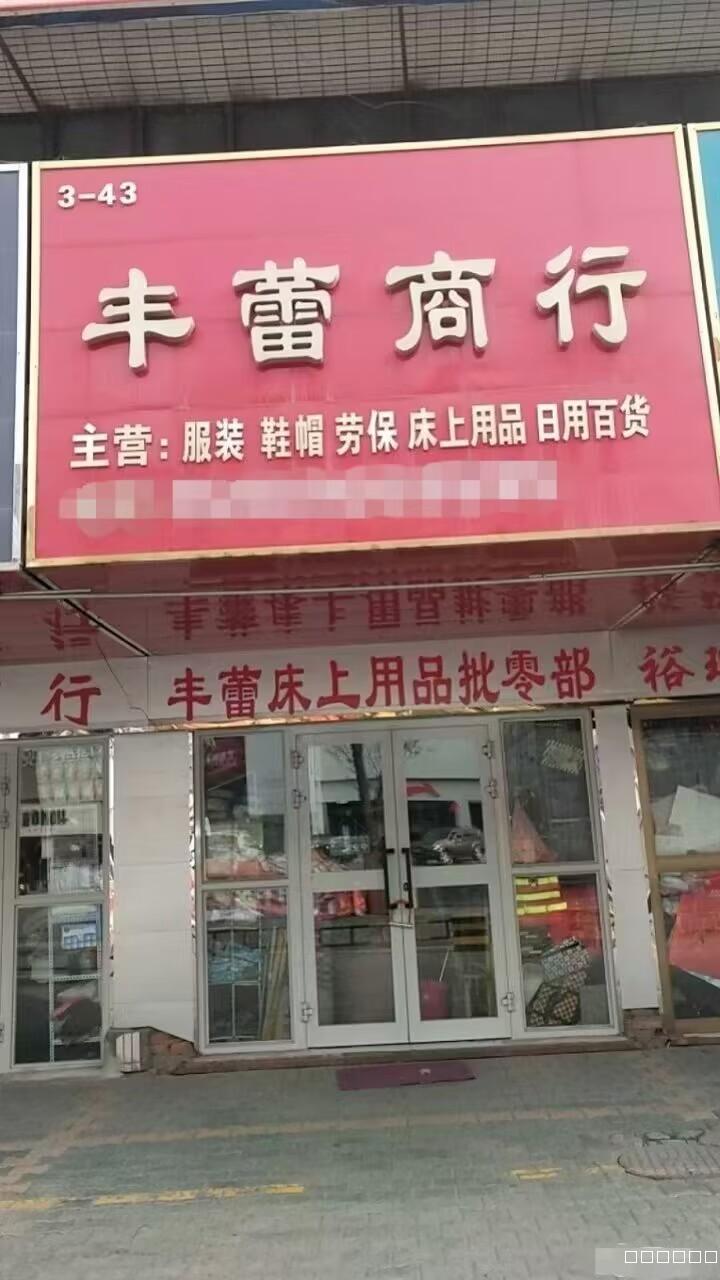 3-43
丰蕾商行
主营：服装 鞋帽 劳保 床上用品 日用百货
行 丰蕾床上用品批零部 裕